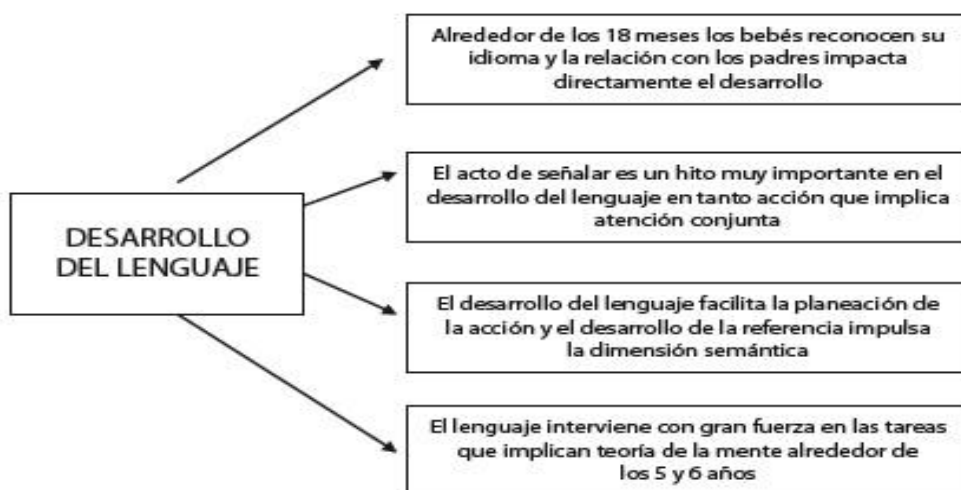 Alrededor de los 18 meses los bebés reconocen su
idioma y la relación con los padres impacta
directamente el desarrollo
El acto de señalar es un hito muy importante en el
desarrollo del lenguaje en tanto acción que implica
atención conjunta
DESARROLLO
DEL LENGUAJE
El desarrollo del lenguaje facilita la planeación de
la acción y el desarrollo de la referencia impulsa
la dimensión semántica
El lenguaje interviene con gran fuerza en las tareas
que implican teoría de la mente alrededor de
los 5 y 6 años